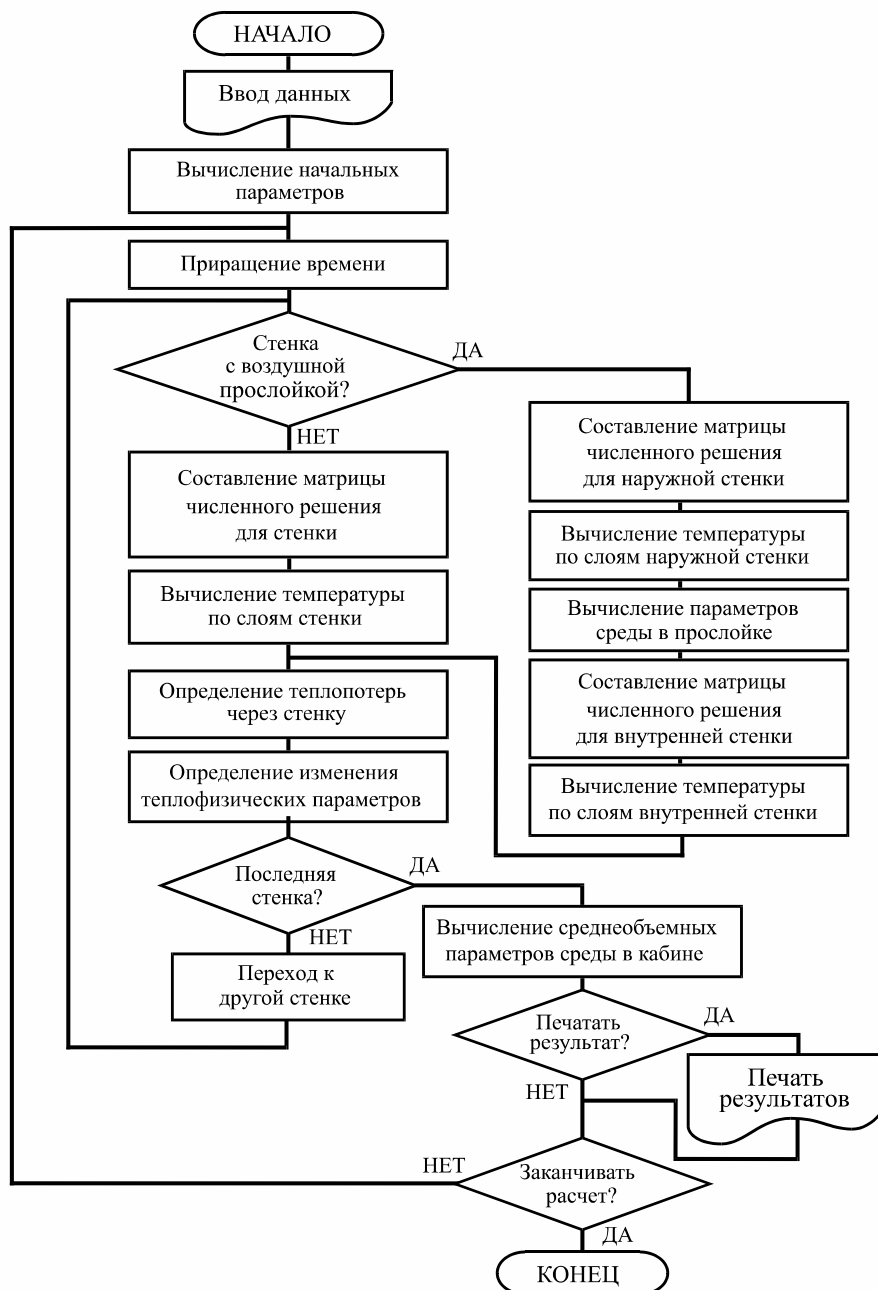 НАЧАЛО
Ввод данных
Вычисление начальных
параметров
Приращение времени
Стенка
с воздушной
прослойкой?
ДА
НЕТ
Составление матрицы
численного решения
для стенки
Вычисление температуры
по слоям стенки
Составление матрицы
численного решения
для наружной стенки
Вычисление температуры
по слоям наружной стенки
Вычисление параметров
среды в прослойке
Составление матрицы
численного решения
для внутренней стенки
Вычисление температуры
по слоям внутренней стенки
Определение теплопотерь
через стенку
Определение изменения
теплофизических параметров
Последняя
стенка?
ДА
НЕТ
Переход к
другой стенке
Вычисление среднеобъемных
параметров среды в кабине
Печатать
результат?
ДА
НЕТ
Печать
результатов
Заканчивать
расчет?
НЕТ
ДА
КОНЕЦ